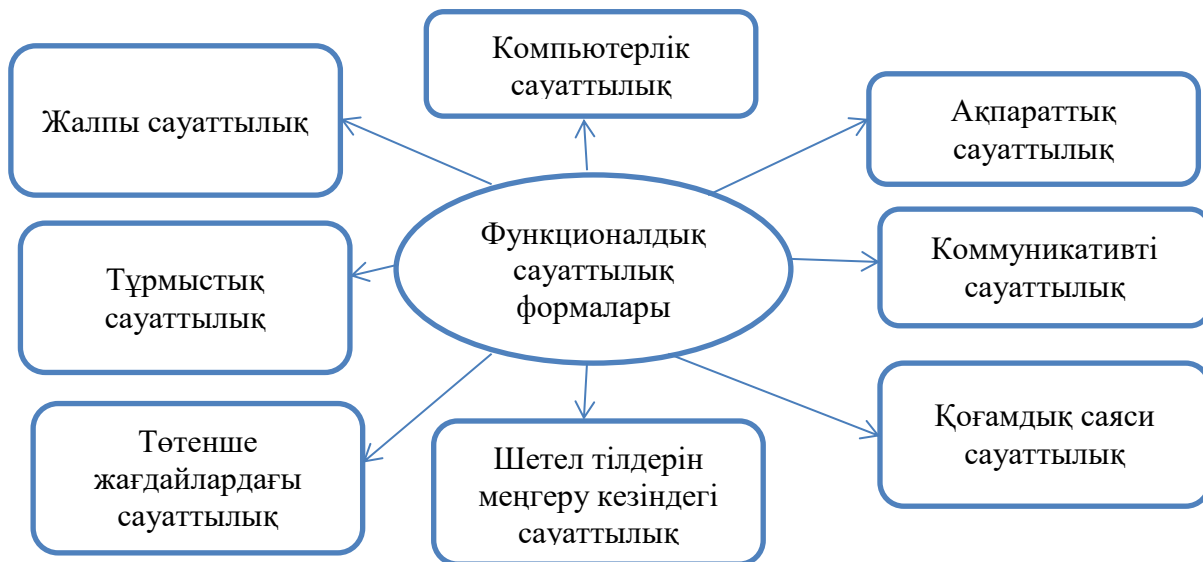 Компьютерлік
сауаттылық
Жалпы сауаттылық
Ақпараттық
сауаттылық
Функционалдық
сауаттылық
формалары
Коммуникативті
сауаттылық
Тұрмыстық
сауаттылық
Қоғамдық саяси
сауаттылық
Төтенше
жағдайлардағы
сауаттылық
Шетел тілдерін
меңгеру кезіндегі
сауаттылық